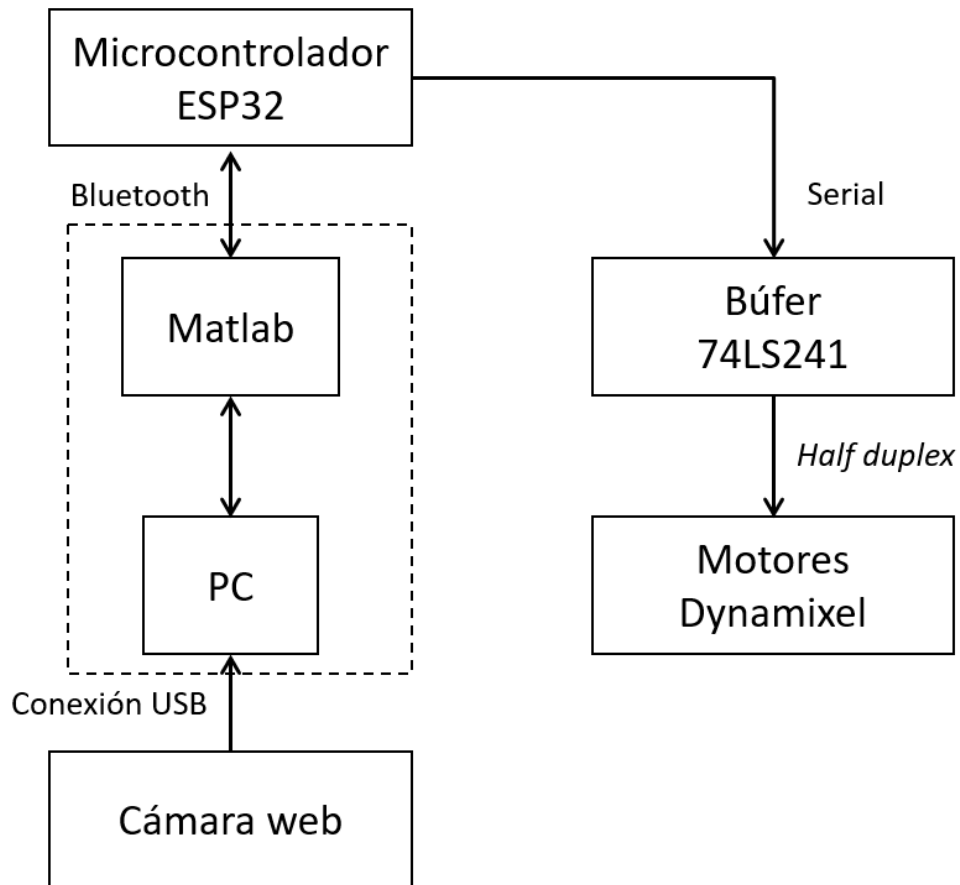 Microcontrolador
ESP32
Bluetooth
Serial
Matlab
Búfer
74LS241
Half duplex
PC
Motores
Dynamixel
Conexión USB
Cámara web